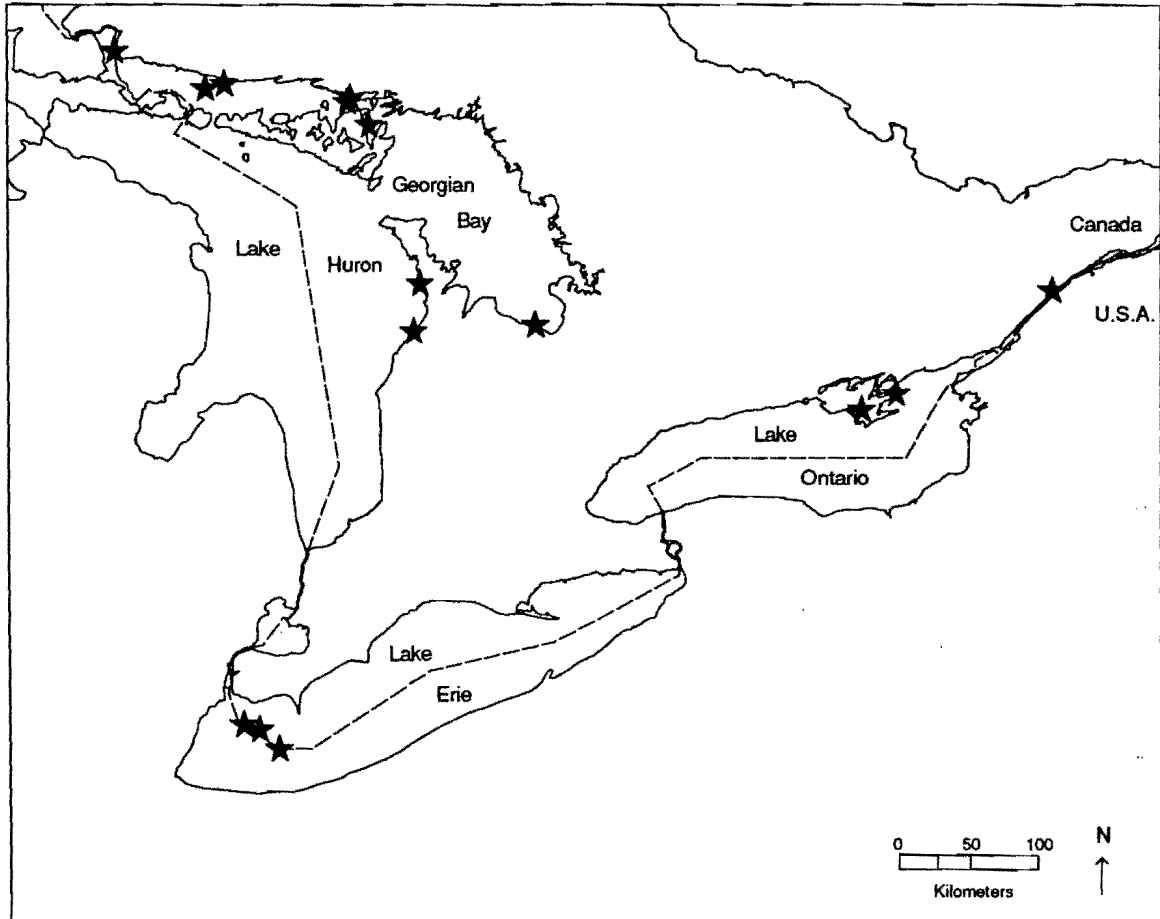 Georgian
Bay
Canada
Lake
Huron
U.S.A.
Lake
Ontario
Lake
Erie
0 50 100
Kilometers
N